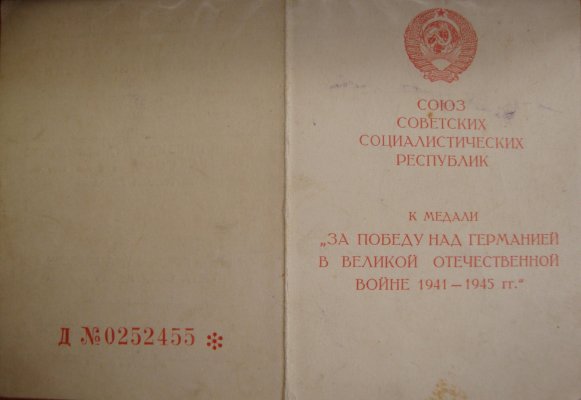 Д №0252455
СОЮЗ
СОВЕТСКИХ
СОЦИАЛИСТИЧЕСКИХ
РЕСПУБЛИК
К МЕДАЛИ
„ЗА ПОБЕДУ НАД ГЕРМАНИЕЙ
В ВЕЛИКОЙ ОТЕЧЕСТВЕННОЙ
ВОЙНЕ 1941—1945 гг.“